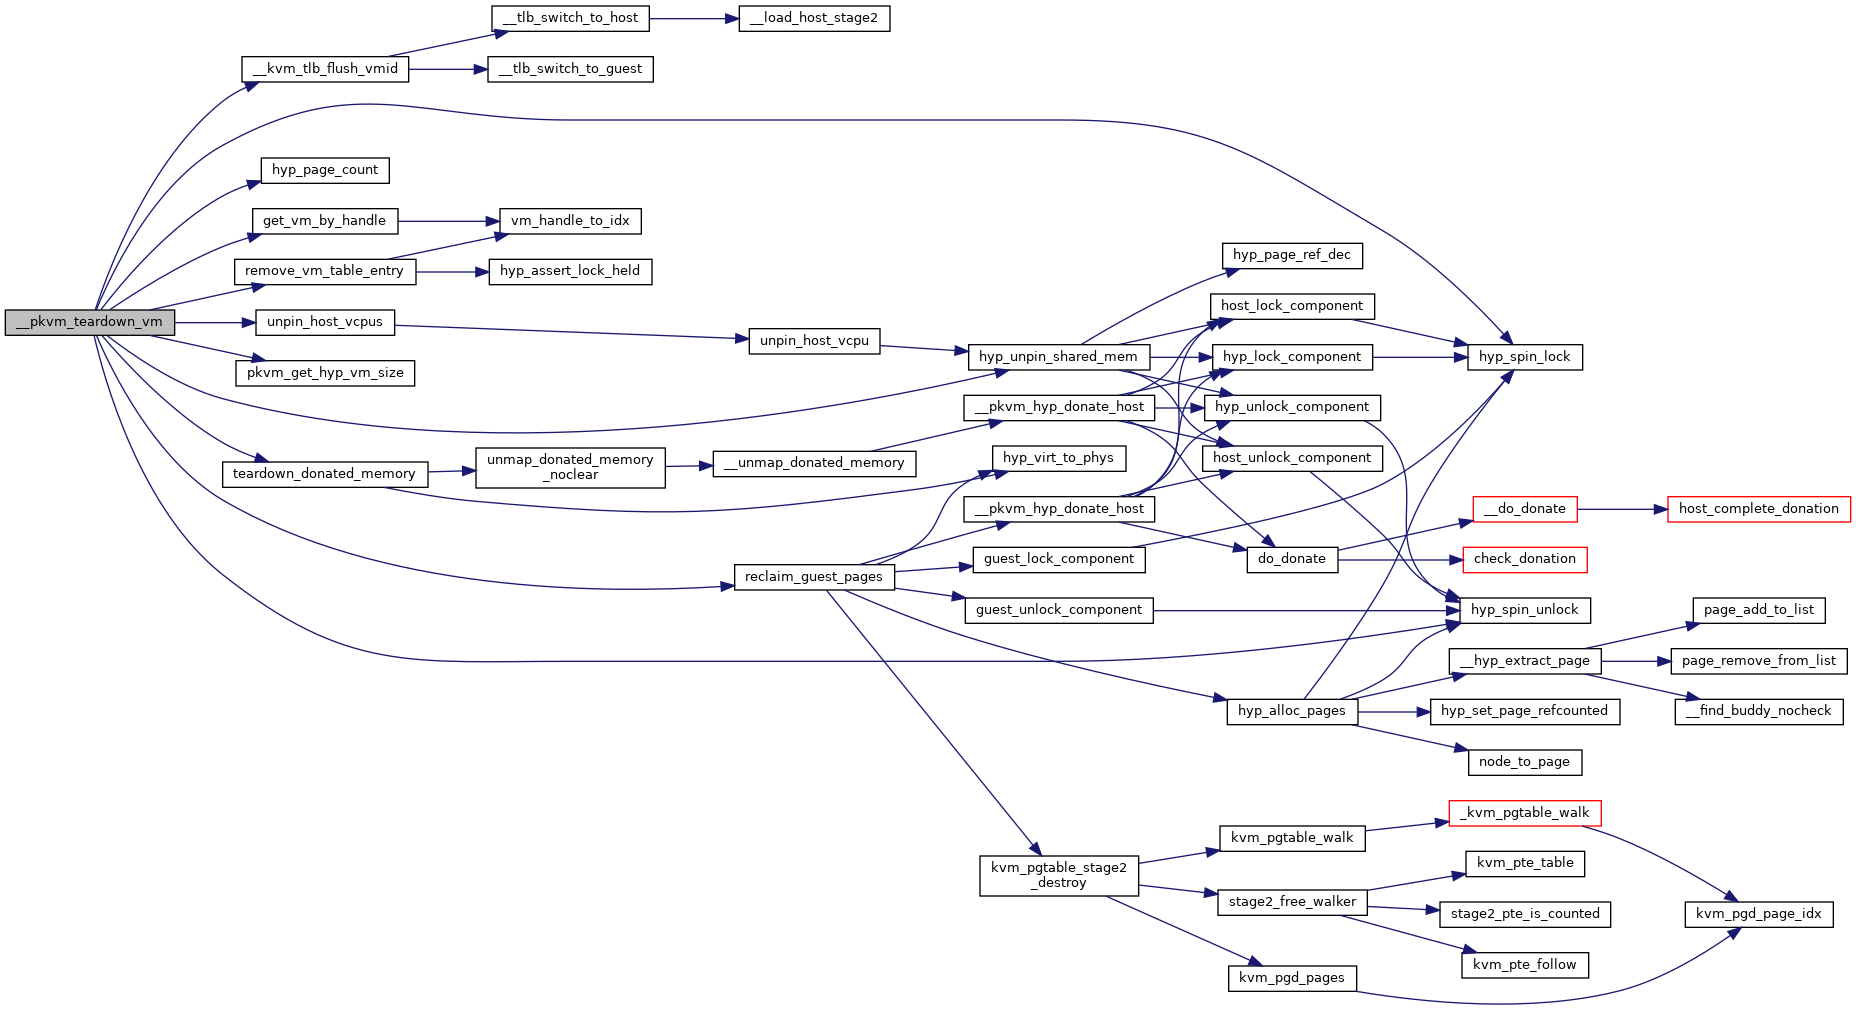 __tlb_switch_to_host
__load_host_stage2
__kvm_tlb_flush_vmid
__tlb_switch_to_guest
hyp_page_count
get_vm_by_handle
vm_handle_to_idx
remove_vm_table_entry
hyp_assert_lock_held
hyp_page_ref_dec
host_lock_component
__pkvm_teardown_vm
unpin_host_vcpus
unpin_host_vcpu
hyp_unpin_shared_mem
hyp_lock_component
hyp_spin_lock
pkvm_get_hyp_vm_size
__pkvm_hyp_donate_host
hyp_unlock_component
teardown_donated_memory
unmap_donated_memory
_noclear
__unmap_donated_memory
hyp_virt_to_phys
host_unlock_component
__pkvm_hyp_donate_host
__do_donate
host_complete_donation
guest_lock_component
do_donate
check_donation
reclaim_guest_pages
guest_unlock_component
hyp_spin_unlock
page_add_to_list
__hyp_extract_page
page_remove_from_list
hyp_alloc_pages
hyp_set_page_refcounted
__find_buddy_nocheck
node_to_page
_kvm_pgtable_walk
kvm_pgtable_walk
kvm_pgtable_stage2
_destroy
kvm_pte_table
stage2_free_walker
stage2_pte_is_counted
kvm_pgd_page_idx
kvm_pte_follow
kvm_pgd_pages